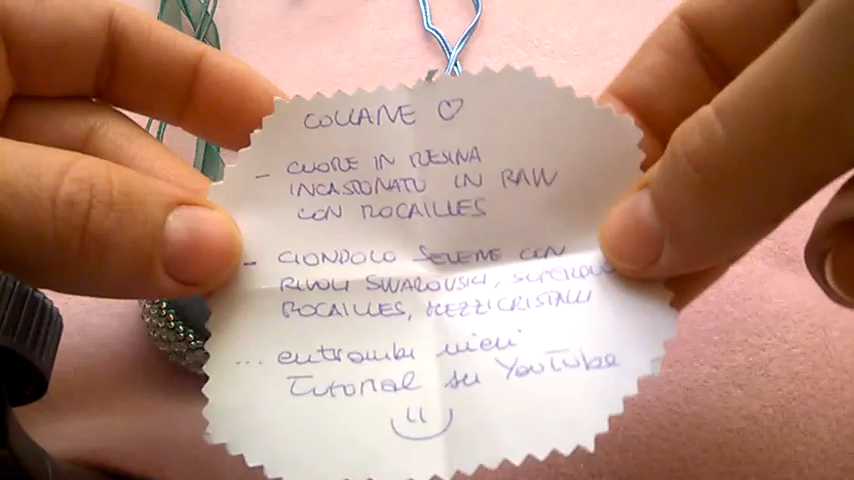 COLLANE ♡
- CUORE IN RESINA
INCASTONATO IN RAW
CON ROCAILLES
- CIONDOLO SELENE CON
RIVOLI SWAROVSKI, SUPERDUO
ROCAILLES, MEZZICRISTALLI
... entrambi miei
Tutorial su YouTube